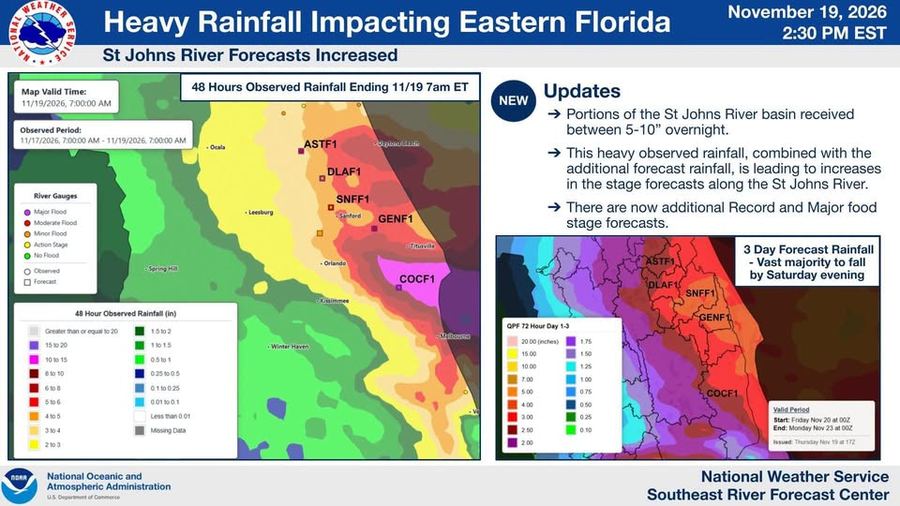 NATIONAL WEATHER SERVICE
Heavy Rainfall Impacting Eastern Florida
November 19, 2026
2:30 PM EST
St Johns River Forecasts Increased
48 Hours Observed Rainfall Ending 11/19 7am ET
Map Valid Time:
11/19/2026, 7:00:00 AM
Observed Period:
11/17/2026, 7:00:00 AM - 11/19/2026, 7:00:00 AM
River Gauges
Major Flood
Moderate Flood
Minor Flood
Action Stage
No Flood
Observed
Forecast
Ocala
Daytona Beach
ASTF1
DLAF1
SNFF1
Sanford
GENF1
Leesburg
Titusville
Orlando
Spring Hill
COCF1
Kissimmee
Melbourne
Winter Haven
48 Hour Observed Rainfall (in)
Greater than or equal to 20
15 to 20
10 to 15
8 to 10
6 to 8
5 to 6
4 to 5
3 to 4
2 to 3
1.5 to 2
1 to 1.5
0.5 to 1
0.25 to 0.5
0.1 to 0.25
0.01 to 0.1
Less than 0.01
Missing Data
NEW
Updates
➔ Portions of the St Johns River basin received
between 5-10” overnight.
➔ This heavy observed rainfall, combined with the
additional forecast rainfall, is leading to increases
in the stage forecasts along the St Johns River.
➔ There are now additional Record and Major food
stage forecasts.
3 Day Forecast Rainfall
- Vast majority to fall
by Saturday evening
ASTF1
DLAF1
SNFF1
GENF1
COCF1
QPF 72 Hour Day 1-3
20.00 (inches)
15.00
10.00
7.00
5.00
4.00
3.00
2.50
2.00
1.75
1.50
1.25
1.00
0.75
0.50
0.25
0.10
Valid Period
Start: Friday Nov 20 at 00Z
End: Monday Nov 23 at 00Z
Issued: Thursday Nov 19 at 17Z
NOAA
National Oceanic and
Atmospheric Administration
U.S. Department of Commerce
National Weather Service
Southeast River Forecast Center